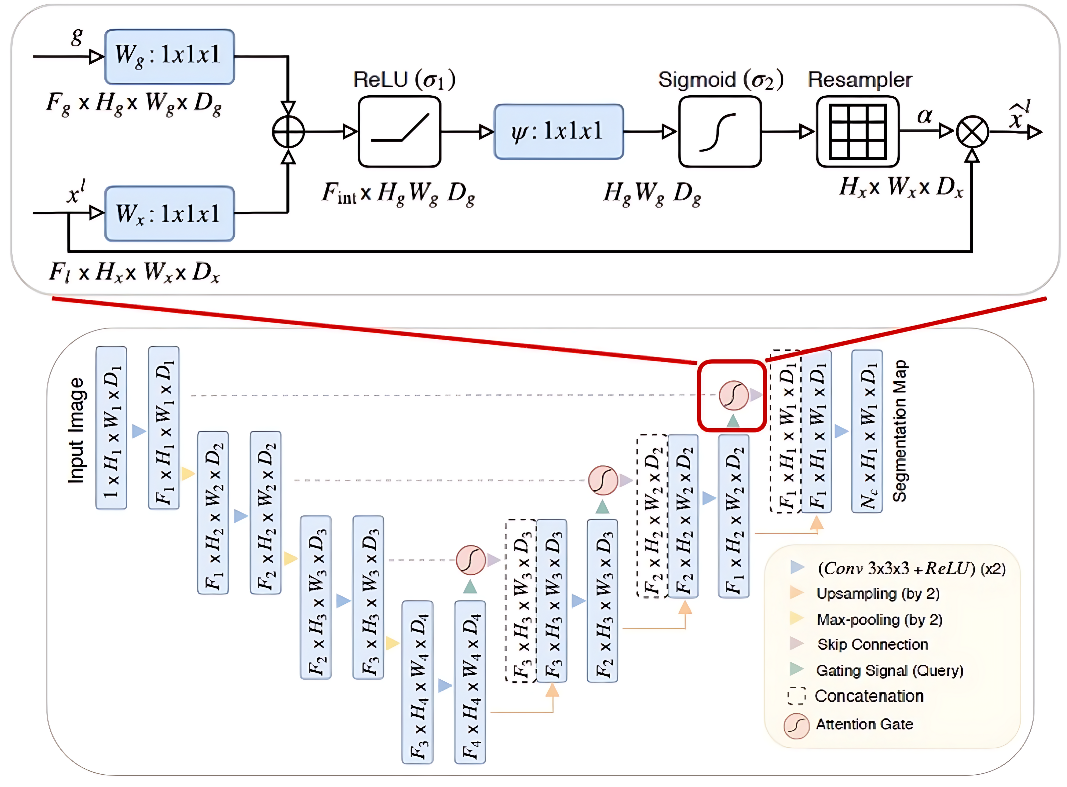 g
W_g : 1x1x1
F_g x H_g x W_g x D_g
ReLU (σ_1)
ψ : 1x1x1
Sigmoid (σ_2)
Resampler
α
x̂^l
F_int x H_g W_g D_g
H_g W_g D_g
H_x x W_x x D_x
x^l
W_x : 1x1x1
F_l x H_x x W_x x D_x
Input Image
1 x H_1 x W_1 x D_1
F_1 x H_1 x W_1 x D_1
F_1 x H_2 x W_2 x D_2
F_2 x H_2 x W_2 x D_2
F_2 x H_3 x W_3 x D_3
F_3 x H_3 x W_3 x D_3
F_3 x H_4 x W_4 x D_4
F_4 x H_4 x W_4 x D_4
F_3 x H_3 x W_3 x D_3
F_3 x H_3 x W_3 x D_3
F_2 x H_3 x W_3 x D_3
F_2 x H_2 x W_2 x D_2
F_2 x H_2 x W_2 x D_2
F_1 x H_2 x W_2 x D_2
F_1 x H_1 x W_1 x D_1
F_1 x H_1 x W_1 x D_1
N_c x H_1 x W_1 x D_1
Segmentation Map
(Conv 3x3x3 + ReLU) (x2)
Upsampling (by 2)
Max-pooling (by 2)
Skip Connection
Gating Signal (Query)
Concatenation
Attention Gate